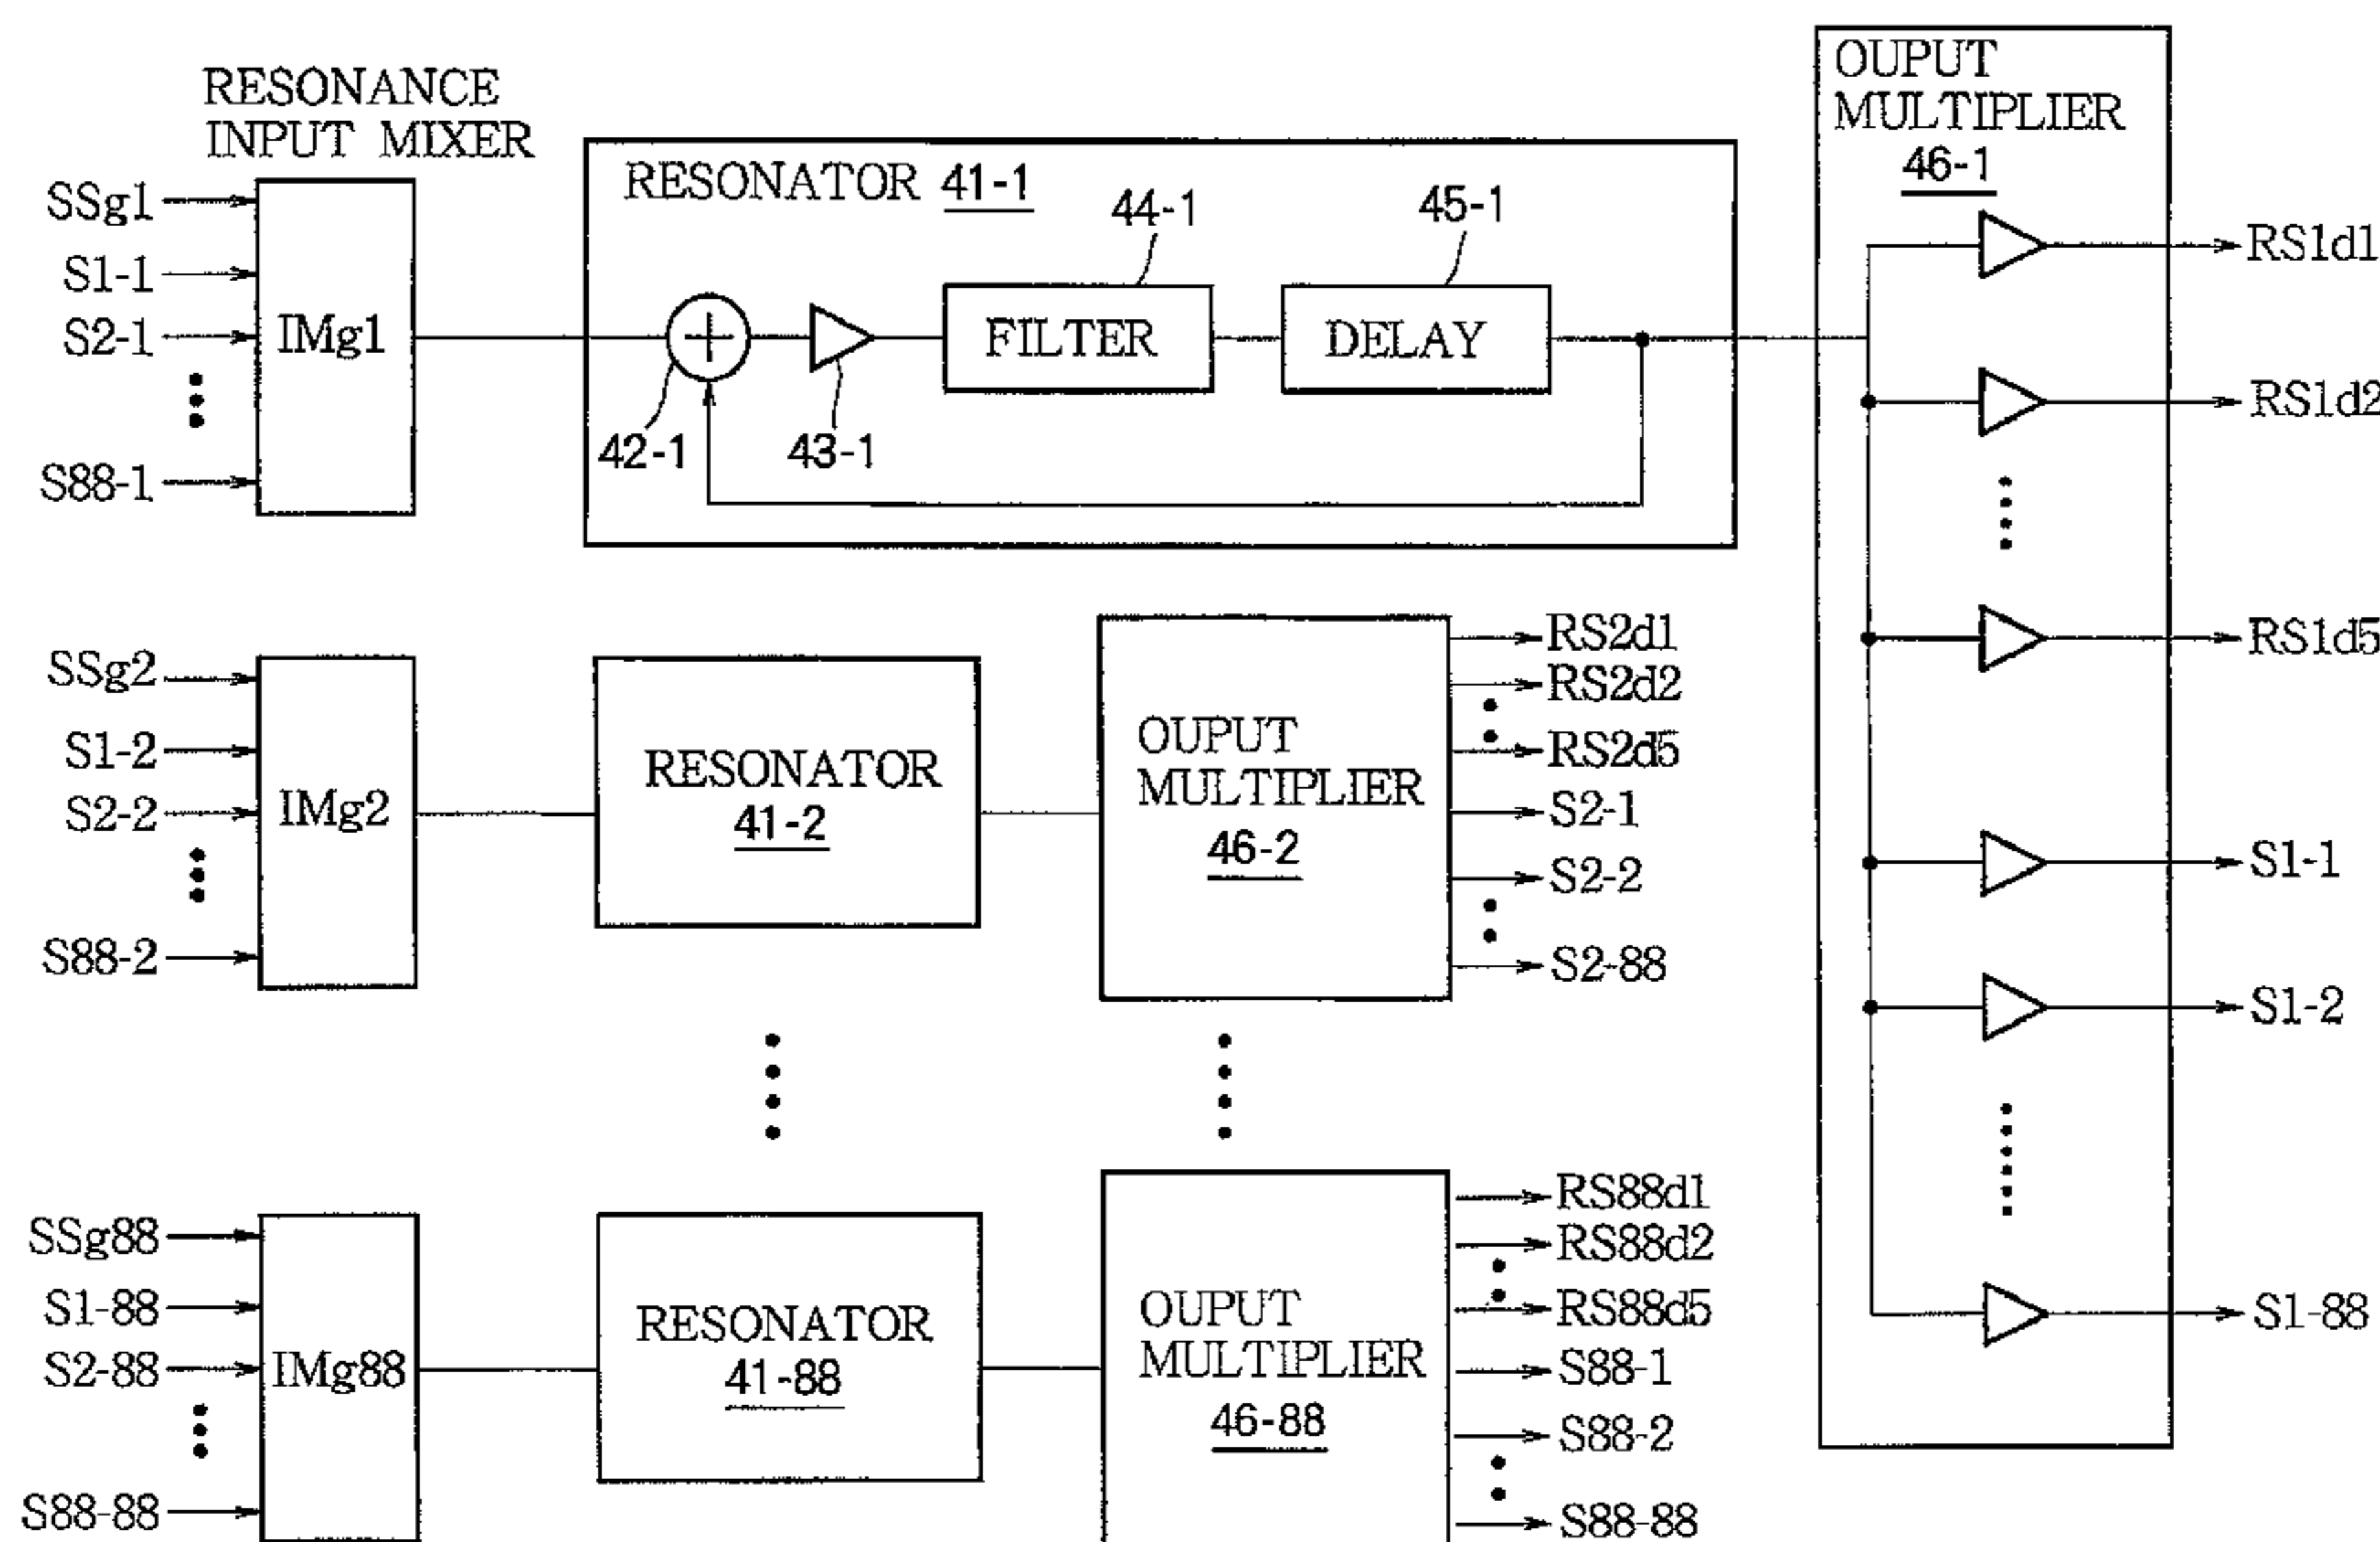 RESONANCE
INPUT MIXER
SSg1
S1-1
S2-1
S88-1
IMg1
RESONATOR 41-1
42-1
43-1
44-1
FILTER
45-1
DELAY
OUPUT
MULTIPLIER
46-1
RS1d1
RS1d2
RS1d5
S1-1
S1-2
S1-88
SSg2
S1-2
S2-2
S88-2
IMg2
RESONATOR
41-2
OUPUT
MULTIPLIER
46-2
RS2d1
RS2d2
RS2d5
S2-1
S2-2
S2-88
SSg88
S1-88
S2-88
S88-88
IMg88
RESONATOR
41-88
OUPUT
MULTIPLIER
46-88
RS88d1
RS88d2
RS88d5
S88-1
S88-2
S88-88